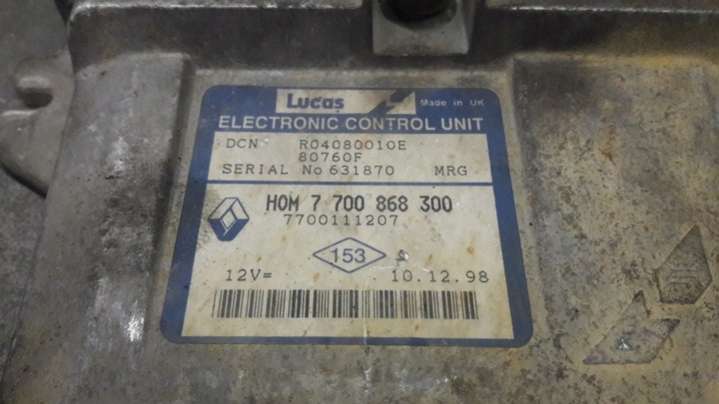 Lucas Made in UK
ELECTRONIC CONTROL UNIT
DCN R04080010E
80760F
SERIAL No 631870 MRG
HOM 7 700 868 300
7700111207
153
12V= 10.12.98